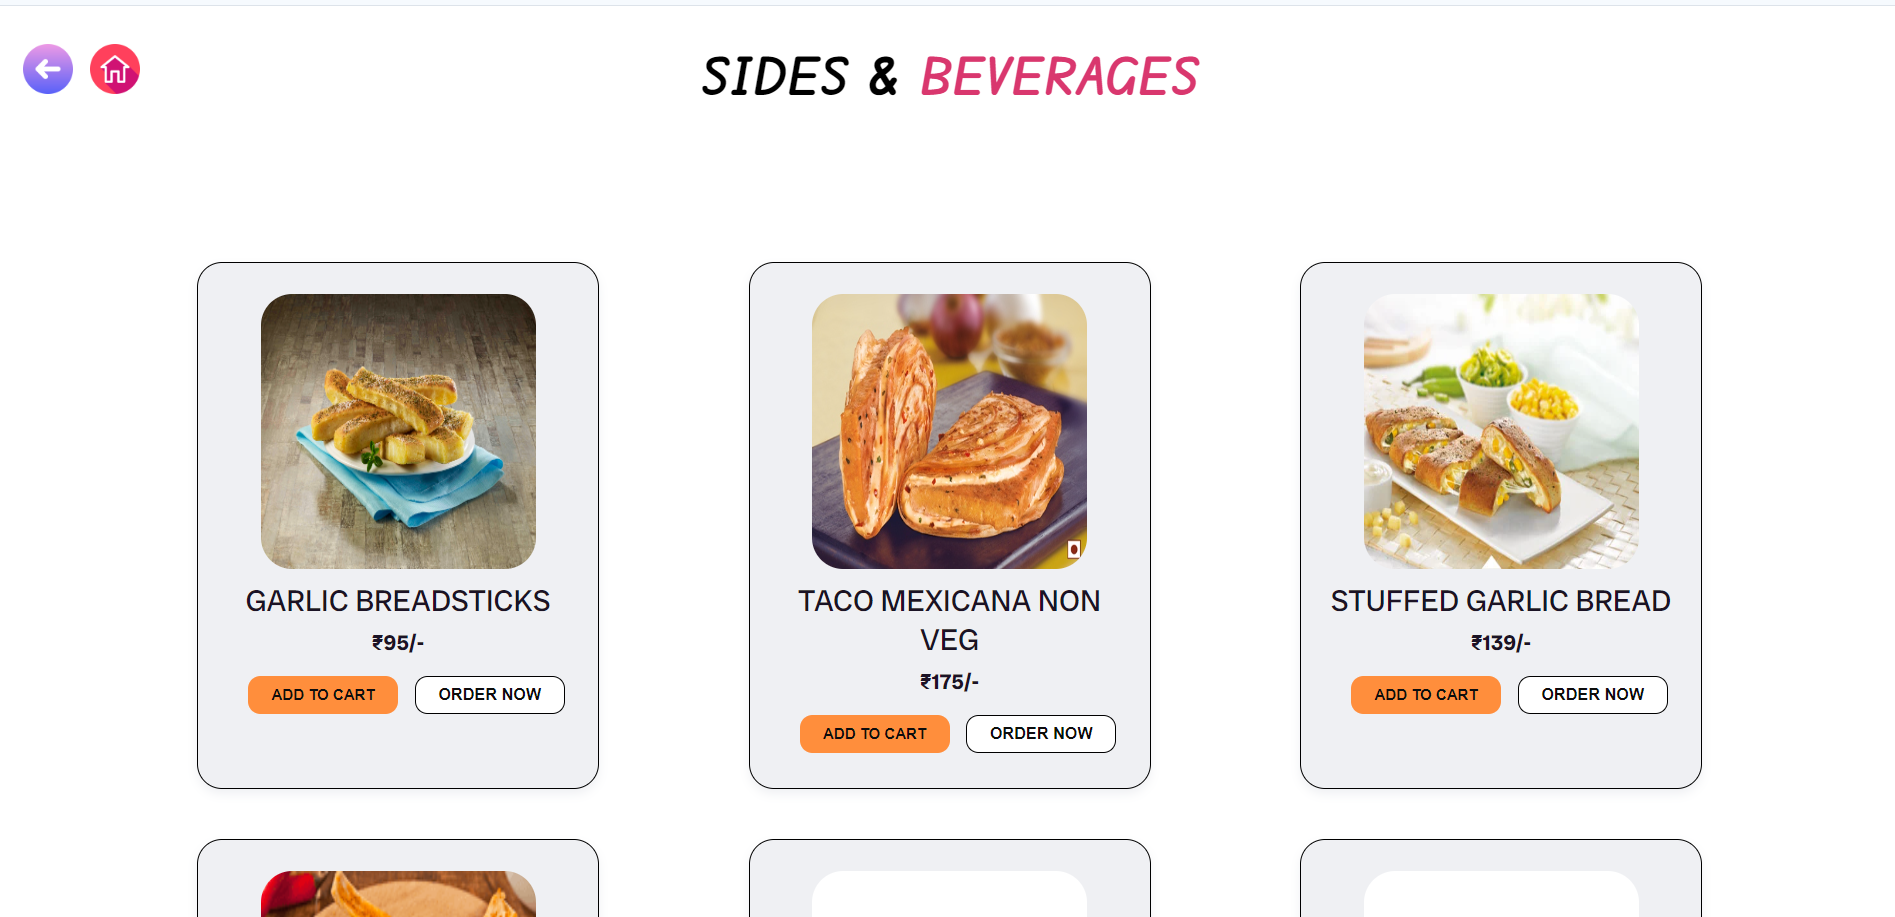 SIDES & BEVERAGES
GARLIC BREADSTICKS
₹95/-
ADD TO CART
ORDER NOW
TACO MEXICANA NON
VEG
₹175/-
ADD TO CART
ORDER NOW
STUFFED GARLIC BREAD
₹139/-
ADD TO CART
ORDER NOW